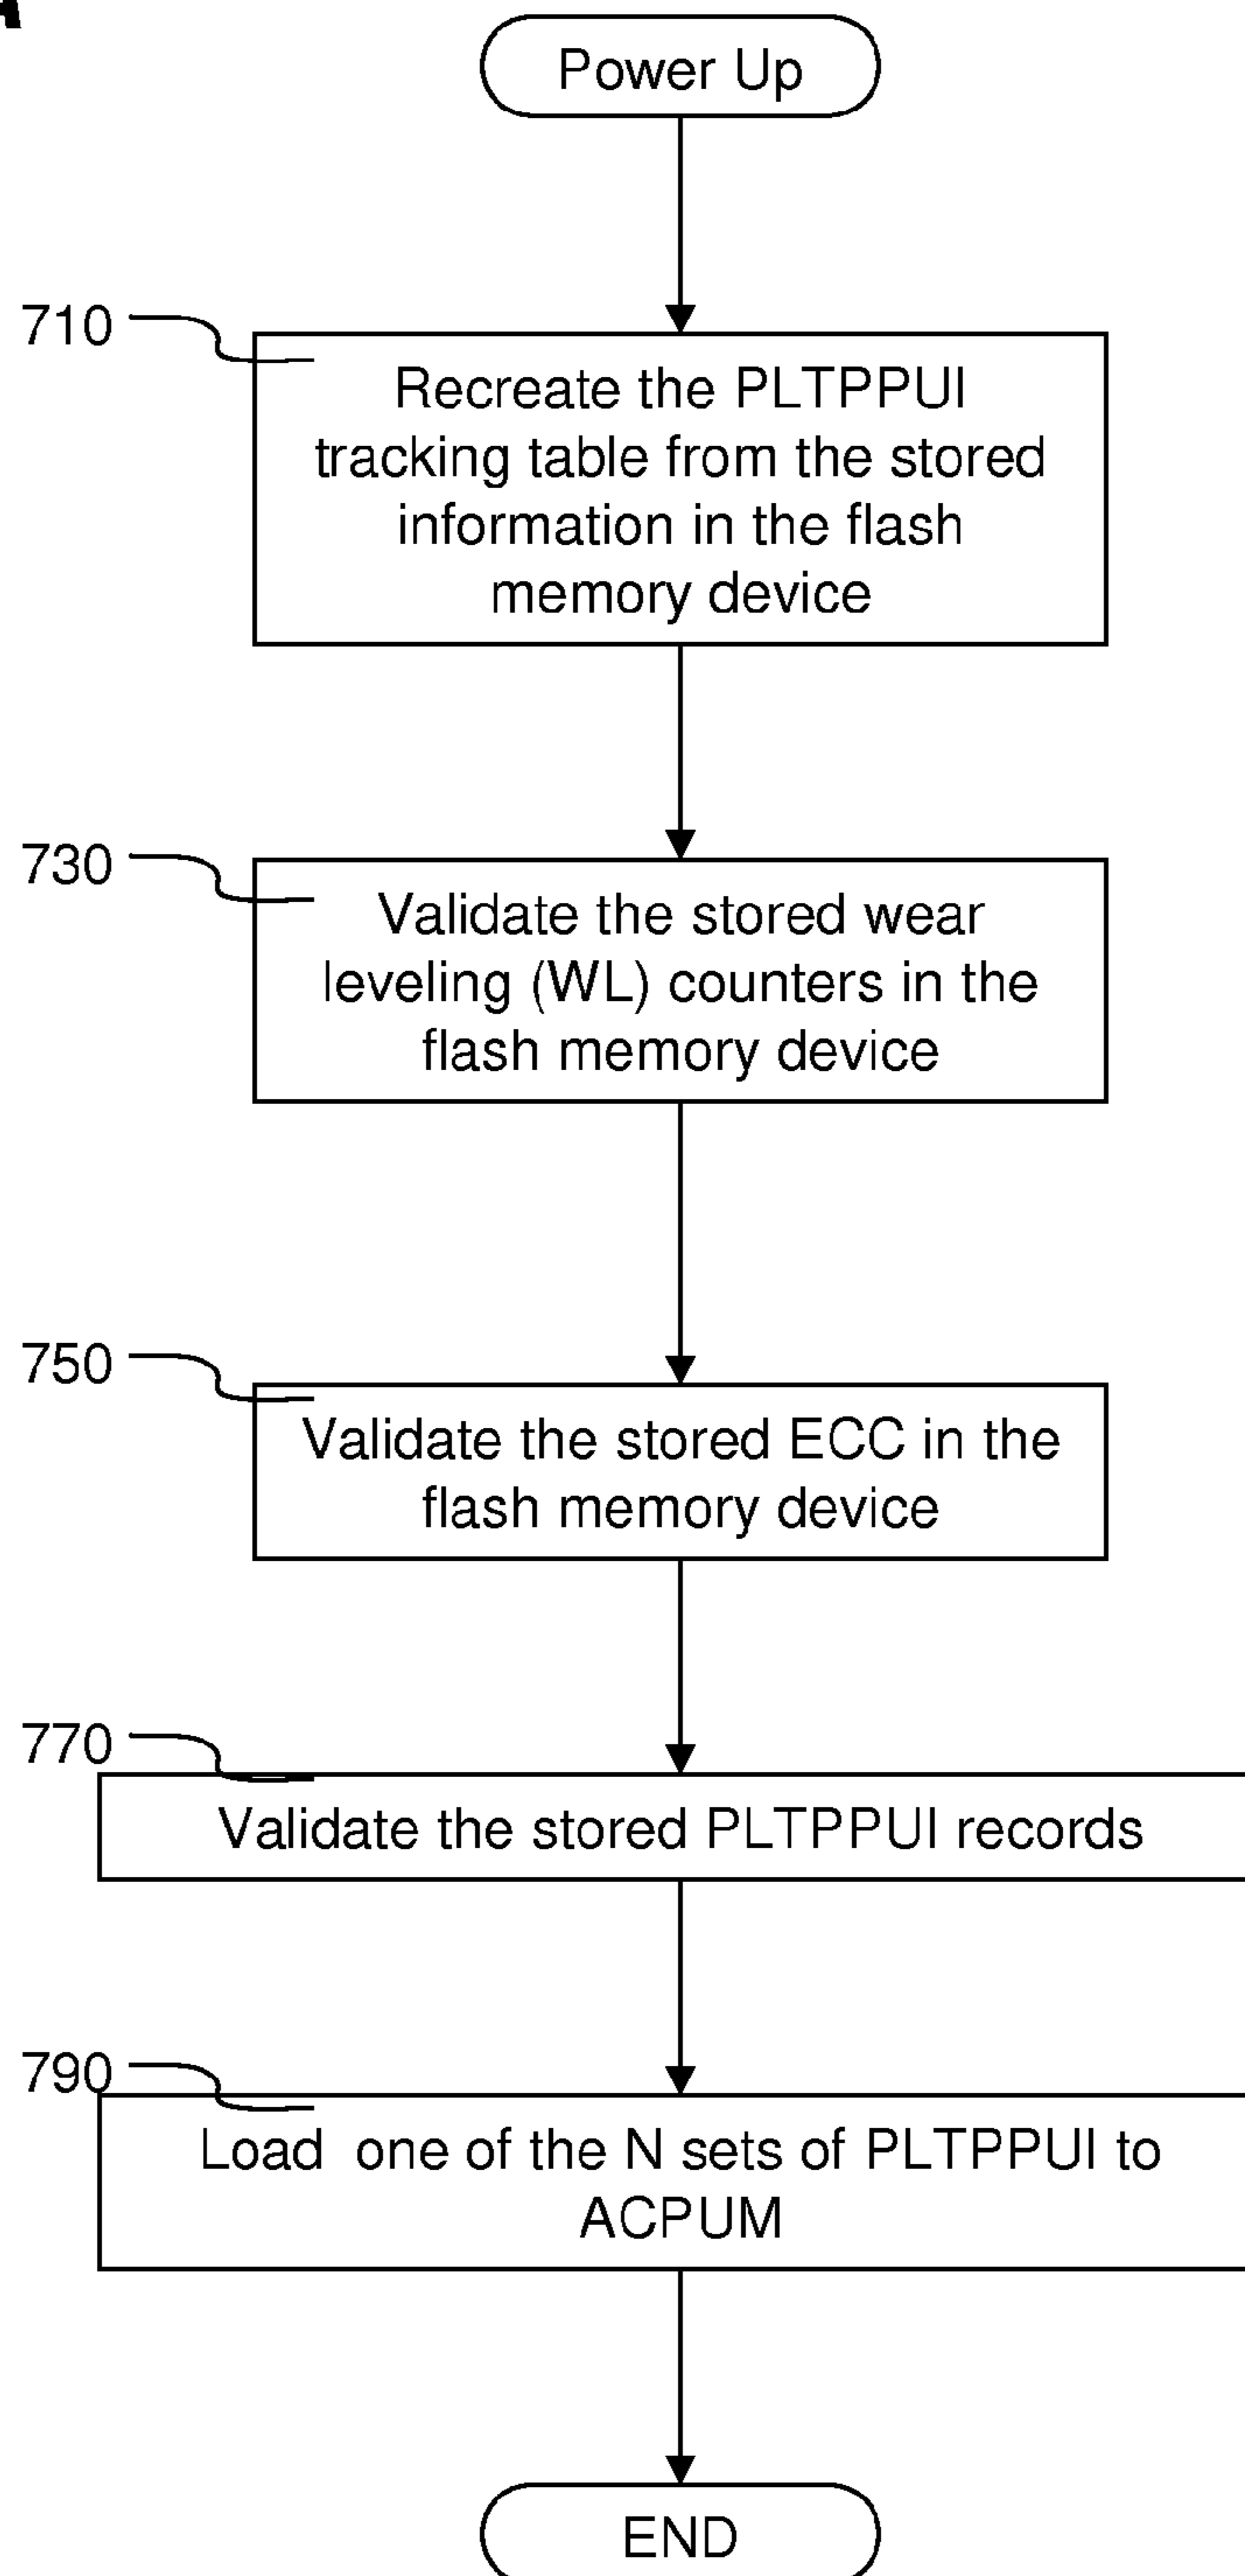 Power Up
710
Recreate the PLTPPUI
tracking table from the stored
information in the flash
memory device
730
Validate the stored wear
leveling (WL) counters in the
flash memory device
750
Validate the stored ECC in the
flash memory device
770
Validate the stored PLTPPUI records
790
Load one of the N sets of PLTPPUI to
ACPUM
END